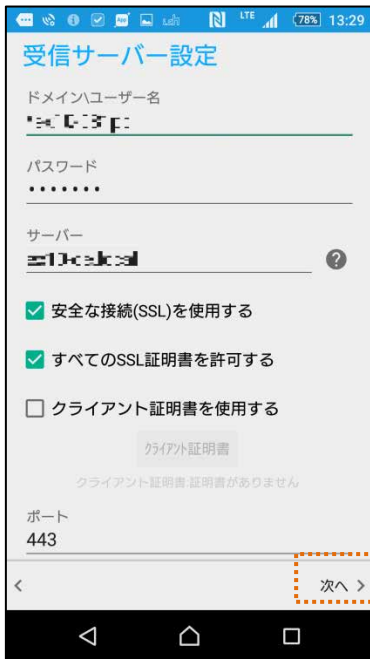 LTE 78% 13:29
受信サーバー設定
ドメイン\ユーザー名
パスワード
•••••••
サーバー
安全な接続(SSL)を使用する
すべてのSSL証明書を許可する
クライアント証明書を使用する
クライアント証明書
クライアント証明書:証明書がありません
ポート
443
次へ